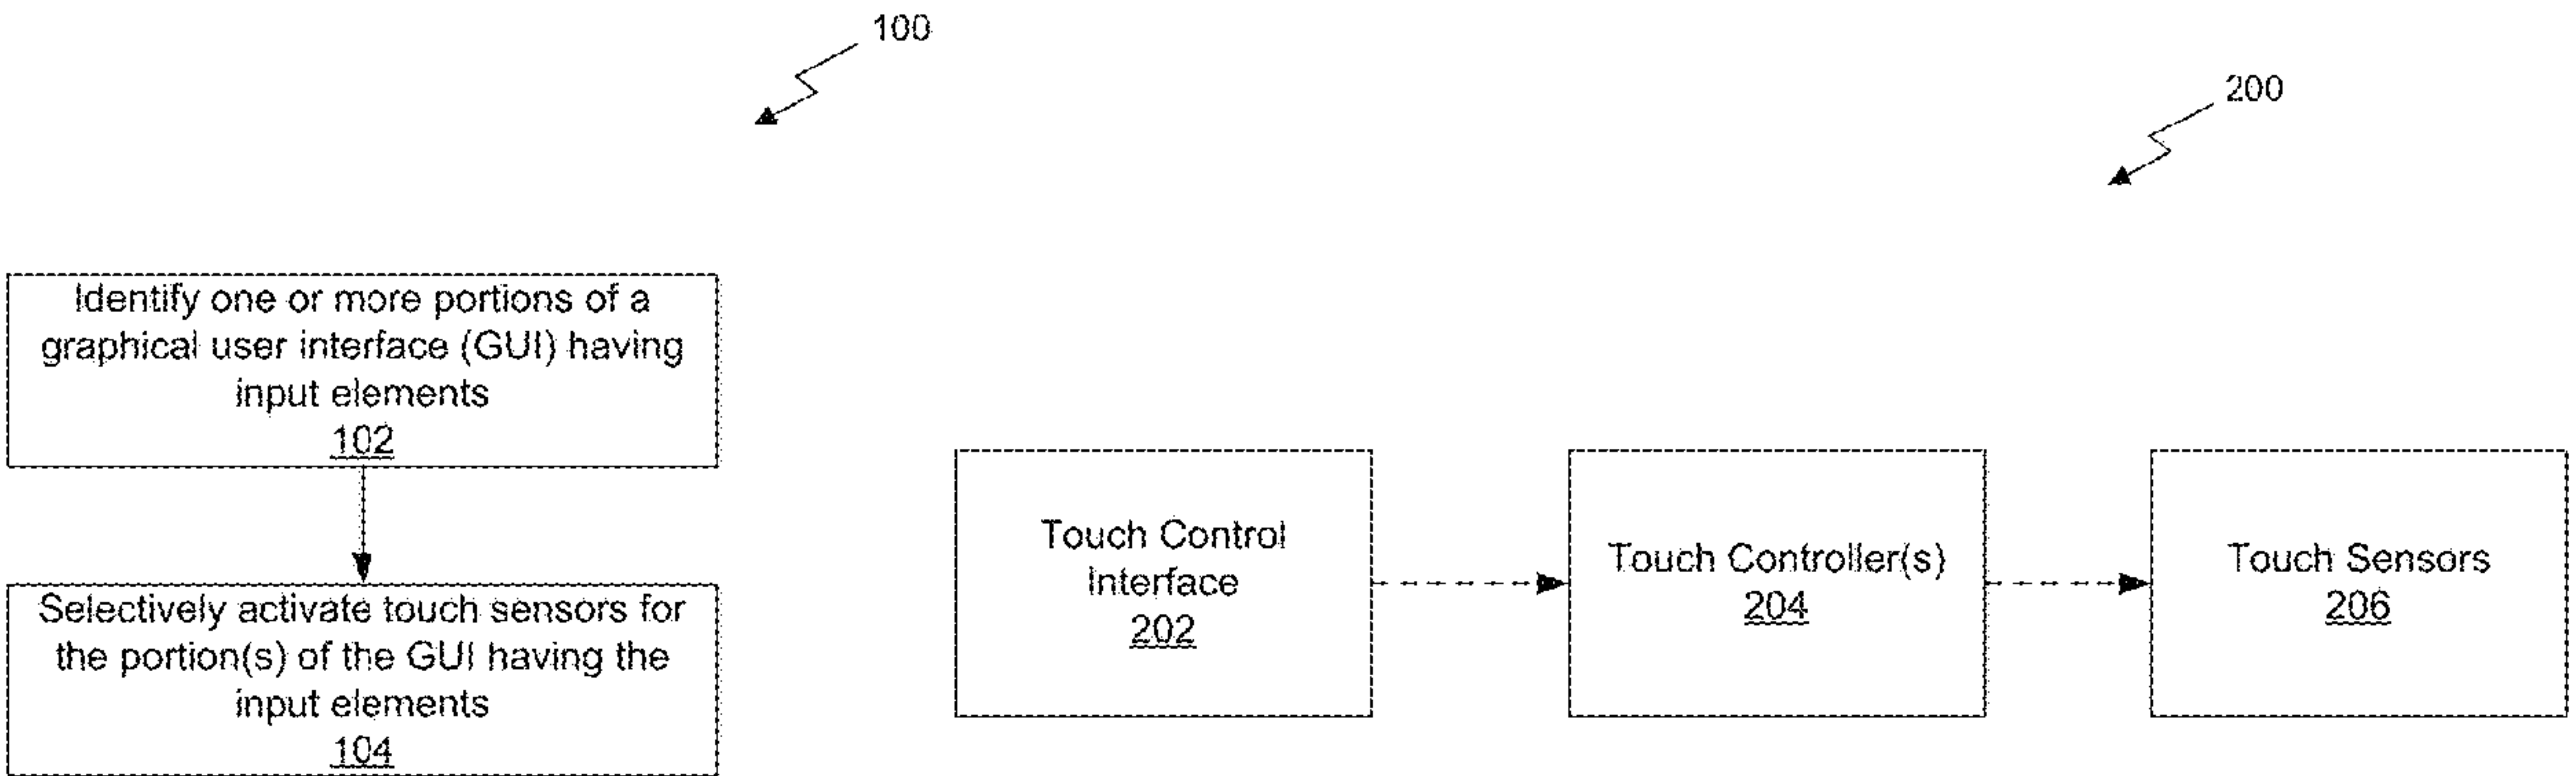 100
Identify one or more portions of a
graphical user interface (GUI) having
input elements
102
Selectively activate touch sensors for
the portion(s) of the GUI having the
input elements
104
200
Touch Control
Interface
202
Touch Controller(s)
204
Touch Sensors
206